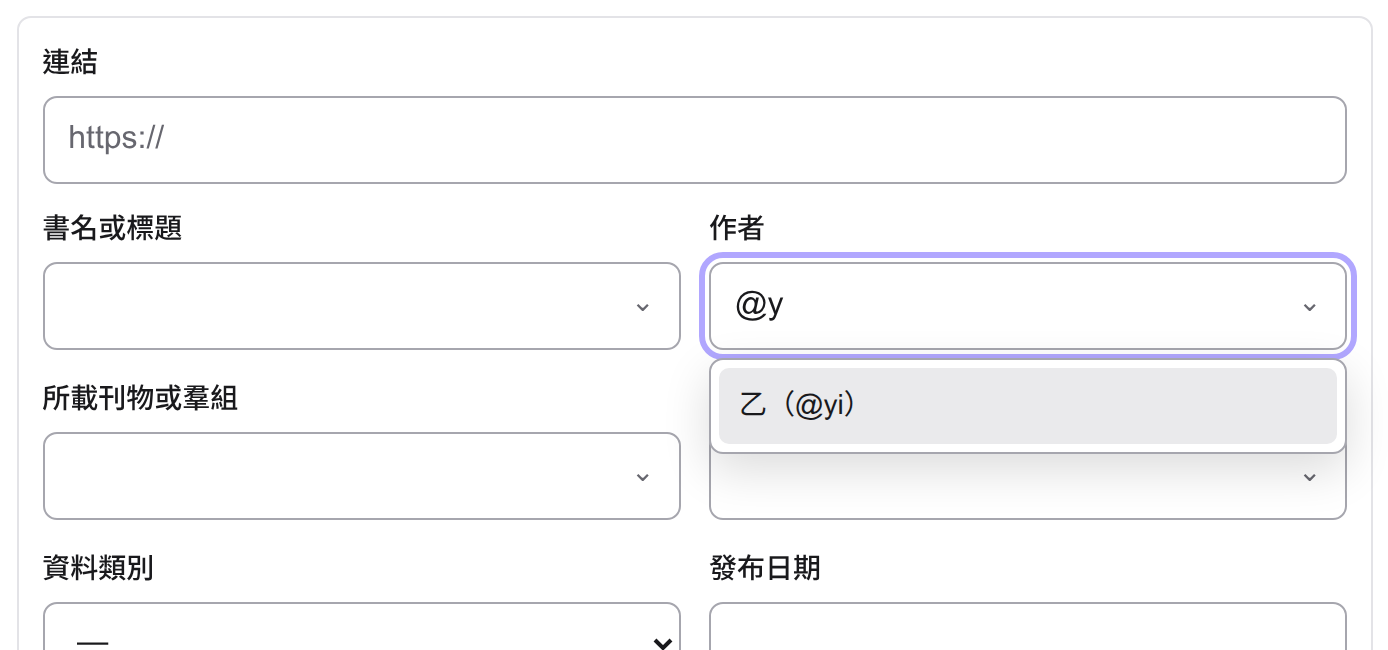 連結
https://
書名或標題
作者
@y
乙（@yi）
所載刊物或羣組
資料類別
發布日期
—